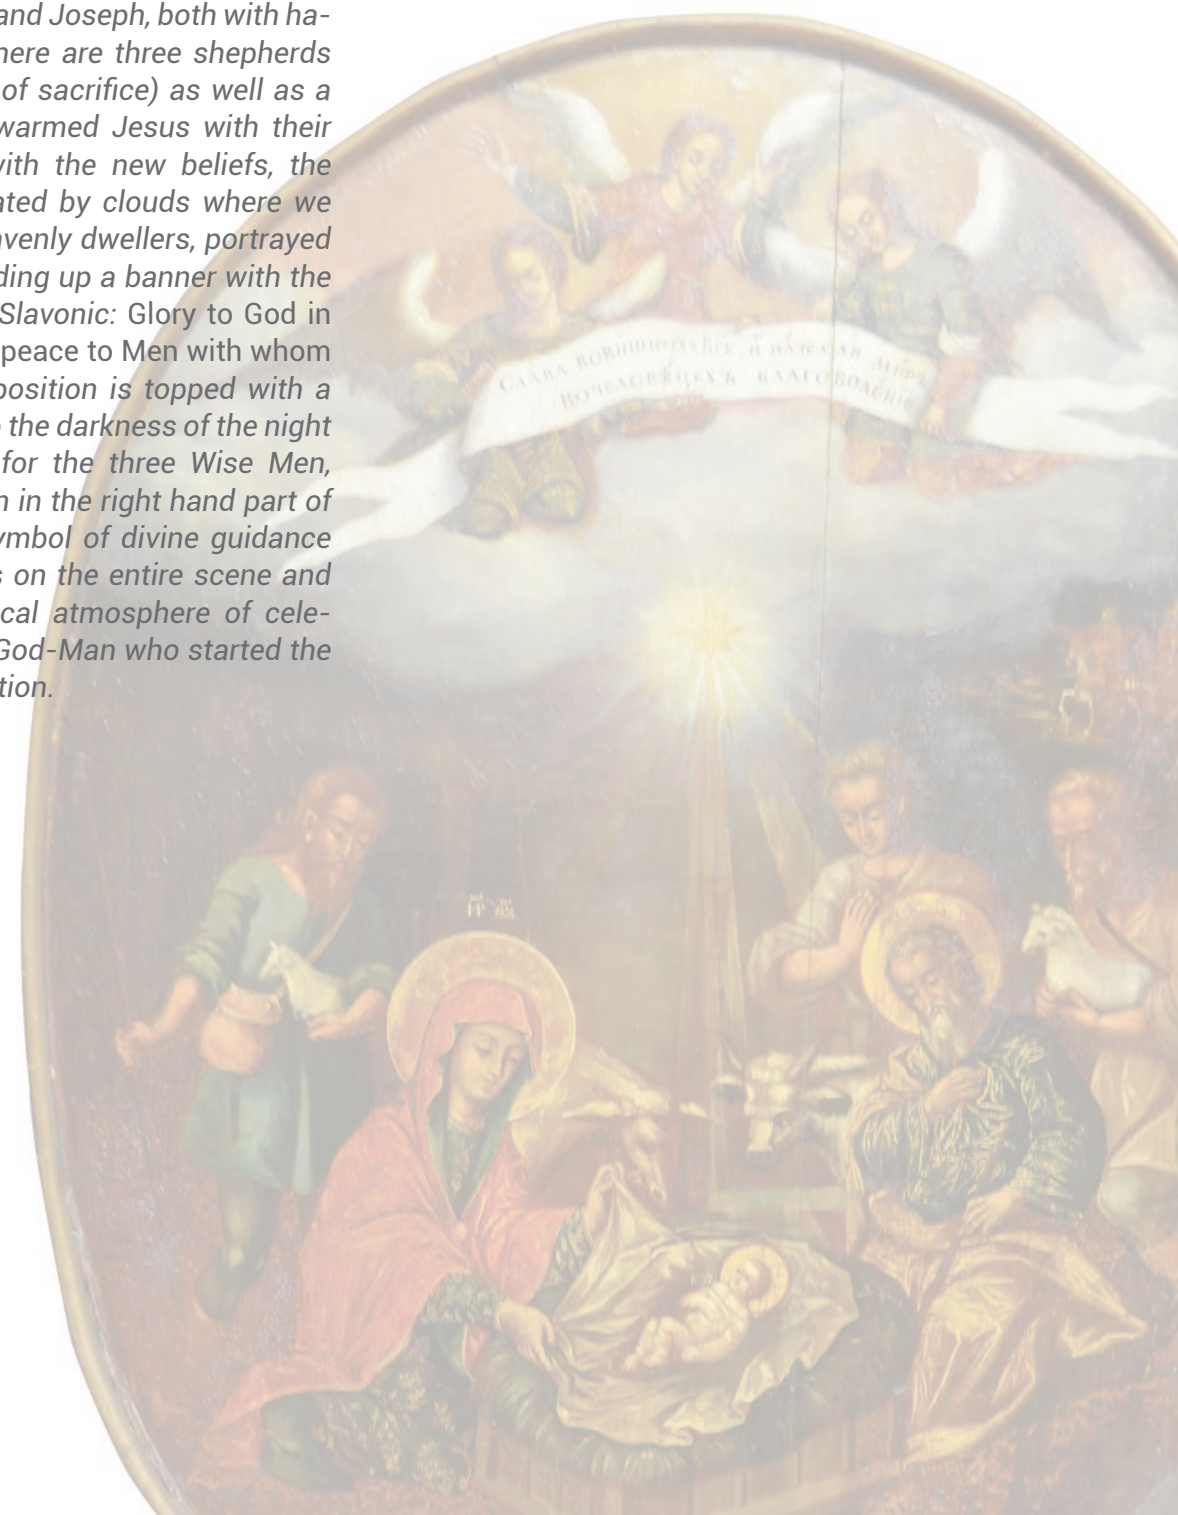 and Joseph, both with ha-
here are three shepherds
of sacrifice) as well as a
warmed Jesus with their
with the new beliefs, the
ated by clouds where we
avenly dwellers, portrayed
ding up a banner with the
Slavonic: Glory to God in
peace to Men with whom
position is topped with a
the darkness of the night
for the three Wise Men,
n in the right hand part of
ymbol of divine guidance
s on the entire scene and
cal atmosphere of cele-
God-Man who started the
tion.
СЛАВА
БЛАГОВОЛЕНІЕ